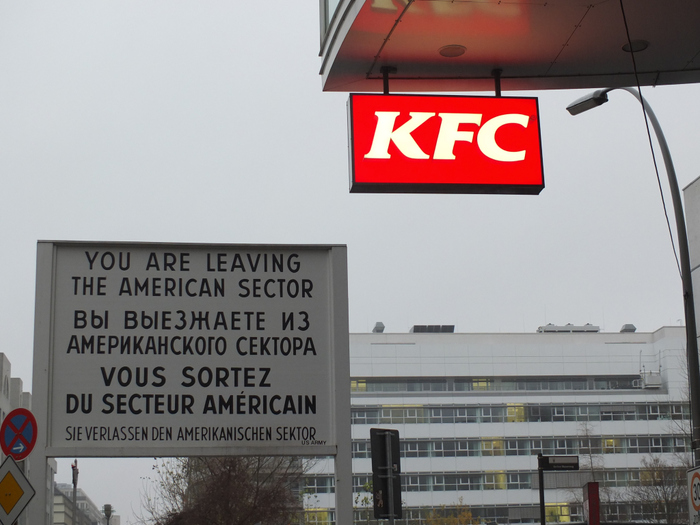 KFC
YOU ARE LEAVING
THE AMERICAN SECTOR
ВЫ ВЫЕЗЖАЕТЕ ИЗ
АМЕРИКАНСКОГО СЕКТОРА
VOUS SORTEZ
DU SECTEUR AMÉRICAIN
SIE VERLASSEN DEN AMERIKANISCHEN SEKTOR
US ARMY